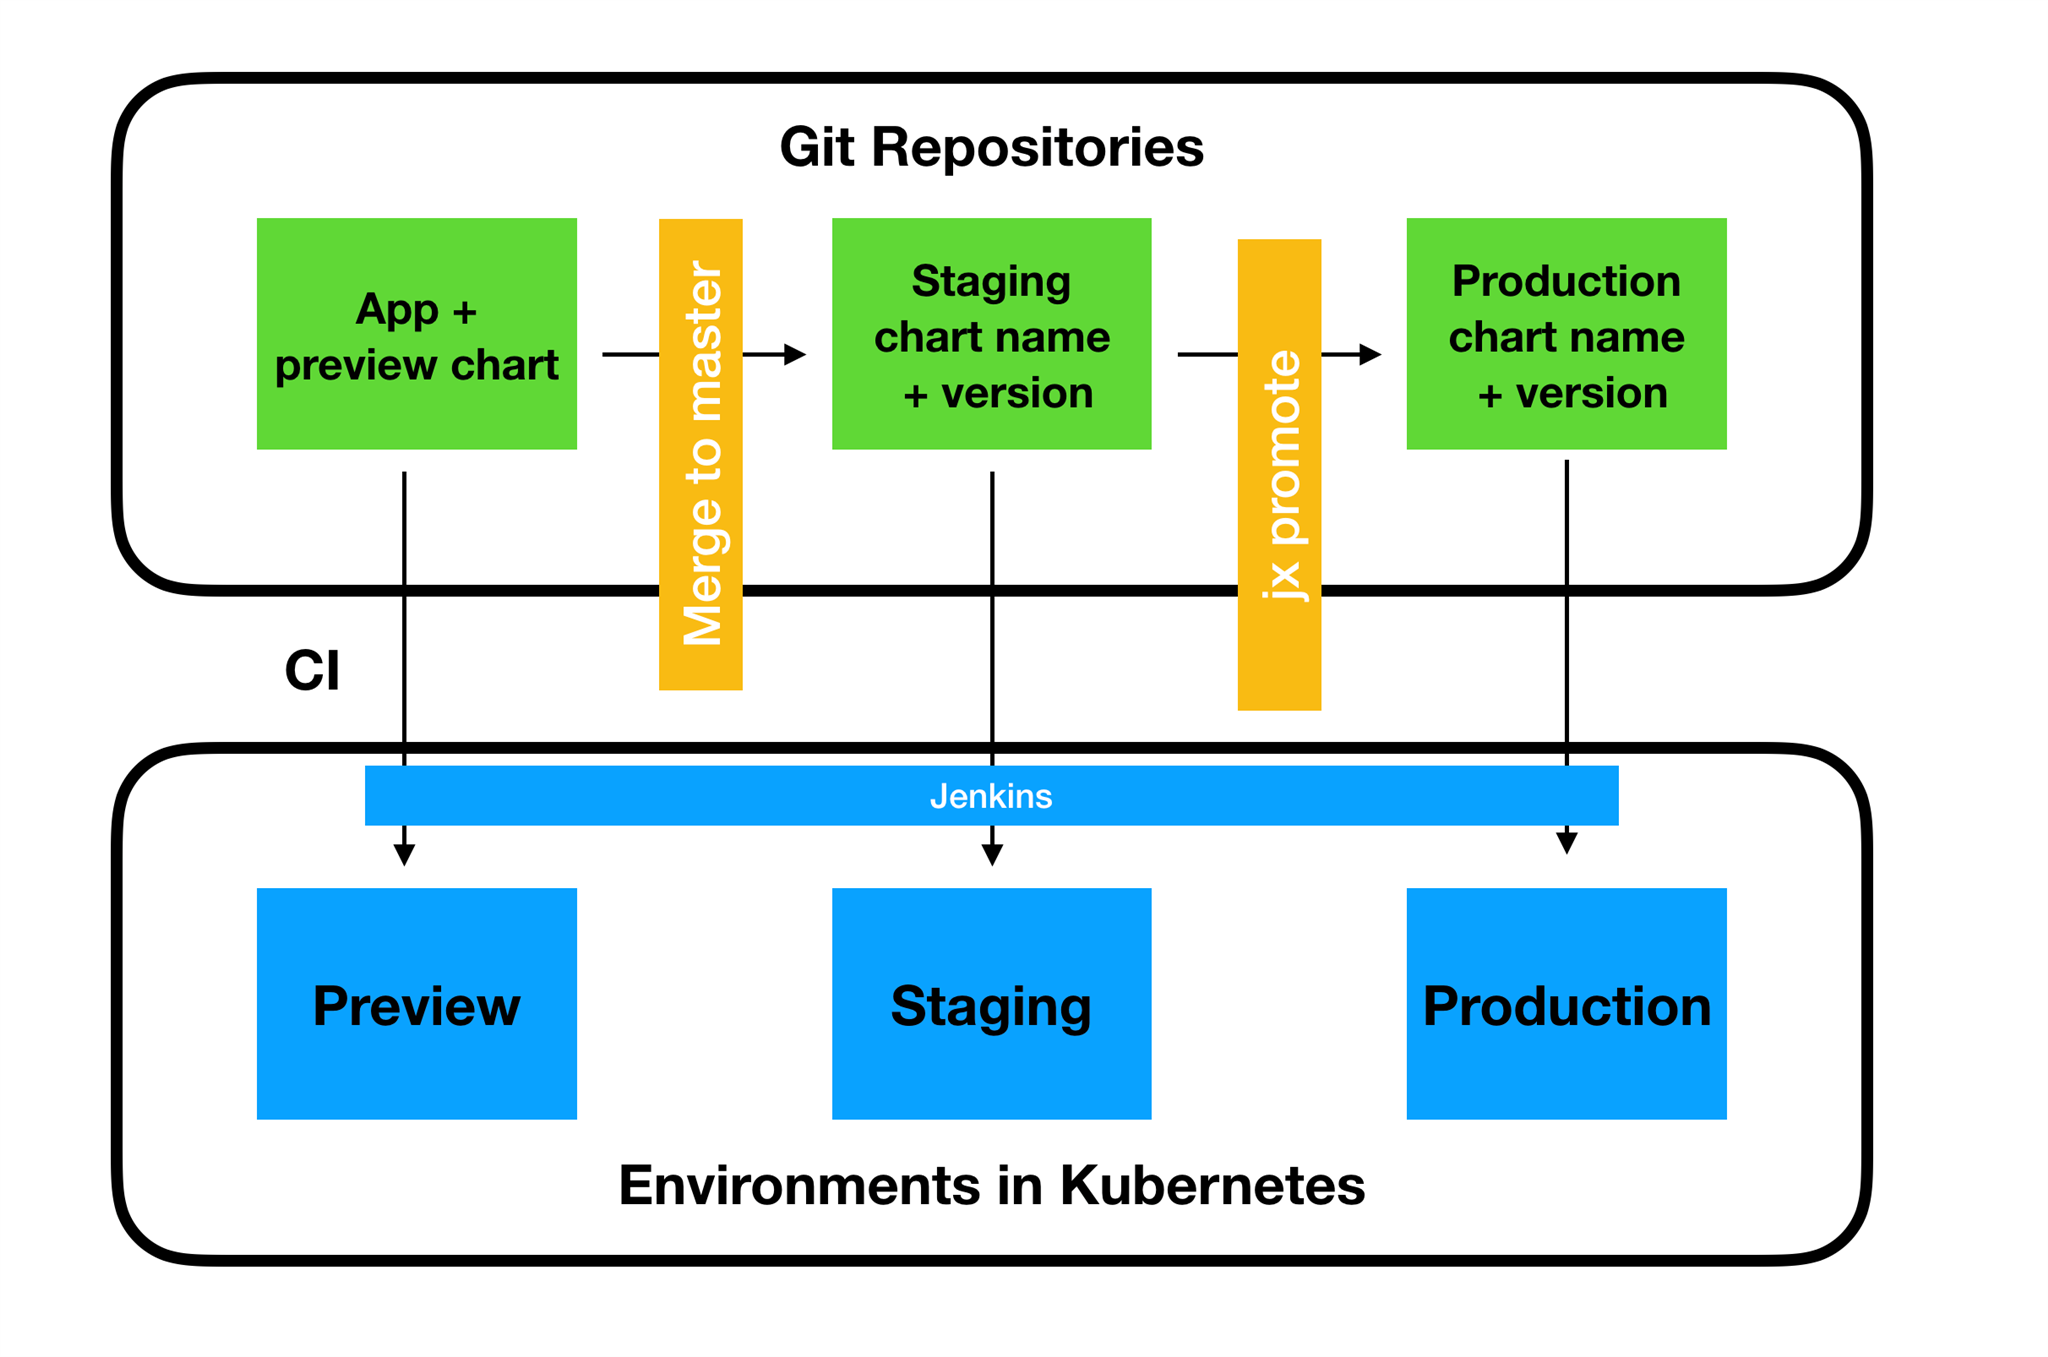 Git Repositories
App +
preview chart
Merge to master
Staging
chart name
+ version
jx promote
Production
chart name
+ version
CI
Jenkins
Preview
Staging
Production
Environments in Kubernetes